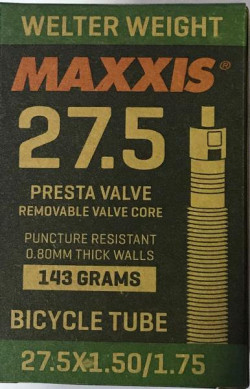 WELTER WEIGHT
MAXXIS®
27.5
PRESTA VALVE
REMOVABLE VALVE CORE
PUNCTURE RESISTANT
0.80MM THICK WALLS
143 GRAMS
BICYCLE TUBE
27.5X1.50/1.75